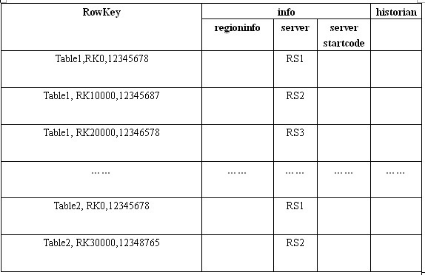 RowKey info historian
regioninfo server server startcode
Table1,RK0,12345678 RS1
Table1, RK10000,12345687 RS2
Table1, RK20000,12346578 RS3
…… …… …… …… ……
Table2, RK0,12345678 RS1
Table2, RK30000,12348765 RS2